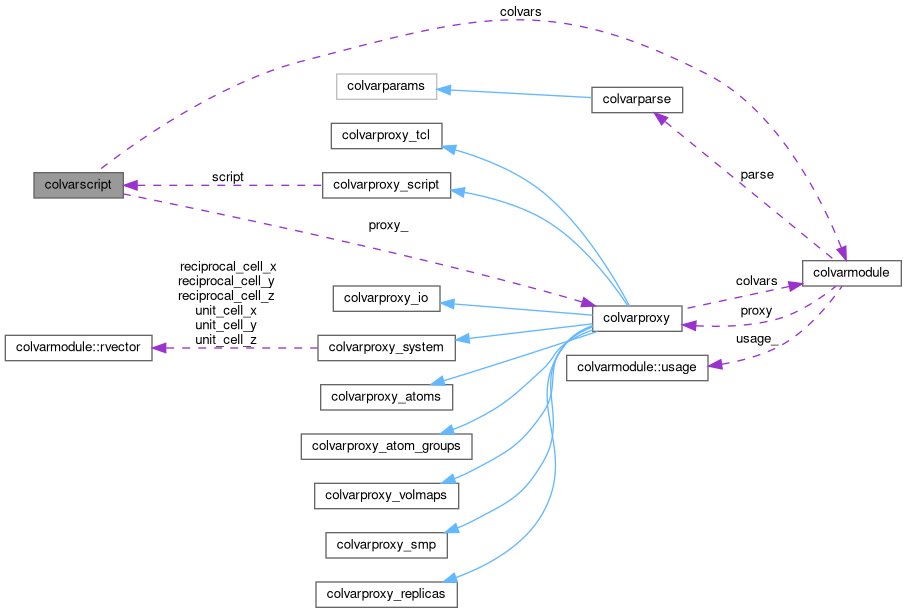 colvars
colvarparams
colvarparse
colvarproxy_tcl
colvarscript
script
colvarproxy_script
parse
proxy_
reciprocal_cell_x
reciprocal_cell_y
reciprocal_cell_z
unit_cell_x
unit_cell_y
unit_cell_z
colvarmodule
colvars
colvarproxy_io
proxy
colvarproxy
usage_
colvarmodule::rvector
colvarproxy_system
colvarmodule::usage
colvarproxy_atoms
colvarproxy_atom_groups
colvarproxy_volmaps
colvarproxy_smp
colvarproxy_replicas